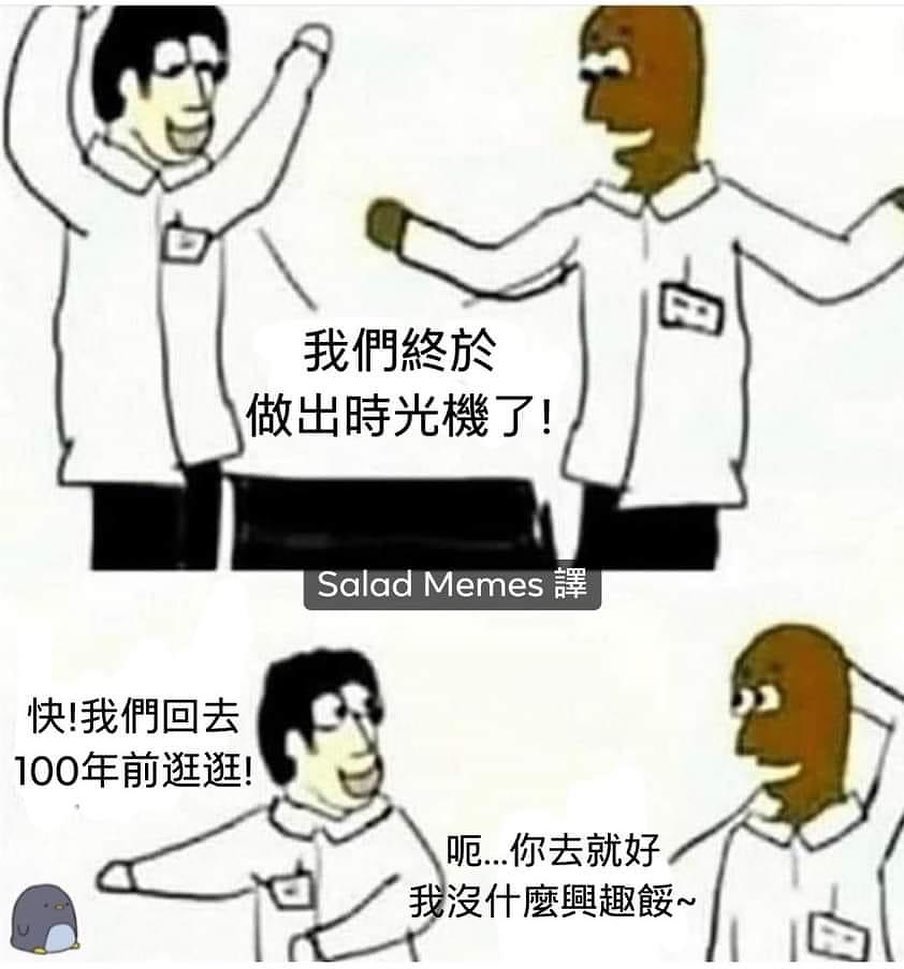 我們終於
做出時光機了!
Salad Memes 譯
快!我們回去
100年前逛逛!
呃...你去就好
我沒什麼興趣餒~